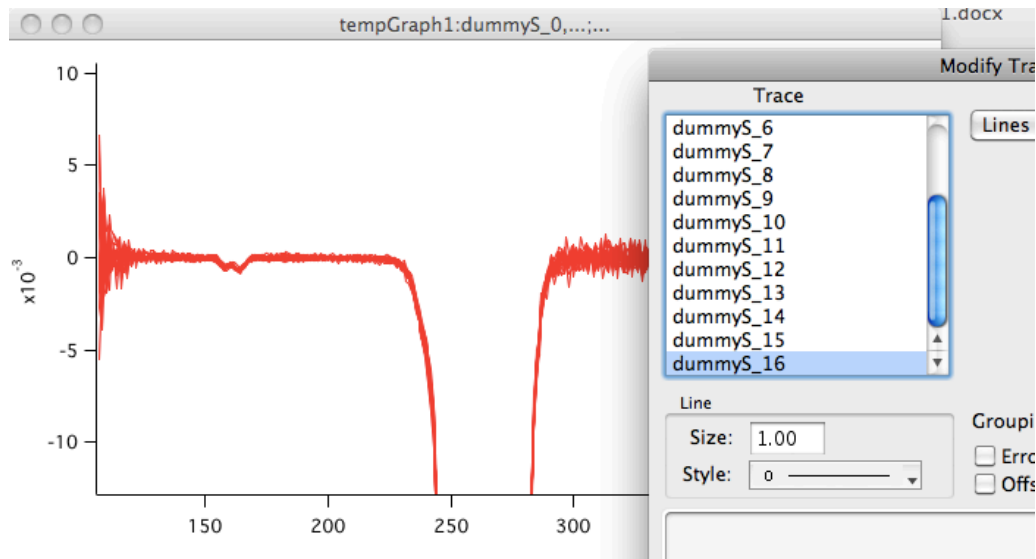 tempGraph1:dummyS_0,...;...
1.docx
10
5
0
-5
-10
x10-3
150
200
250
300
Modify Tra
Trace
dummyS_6
dummyS_7
dummyS_8
dummyS_9
dummyS_10
dummyS_11
dummyS_12
dummyS_13
dummyS_14
dummyS_15
dummyS_16
Lines
Line
Size: 1.00
Style: 0
Groupi
Erro
Offs